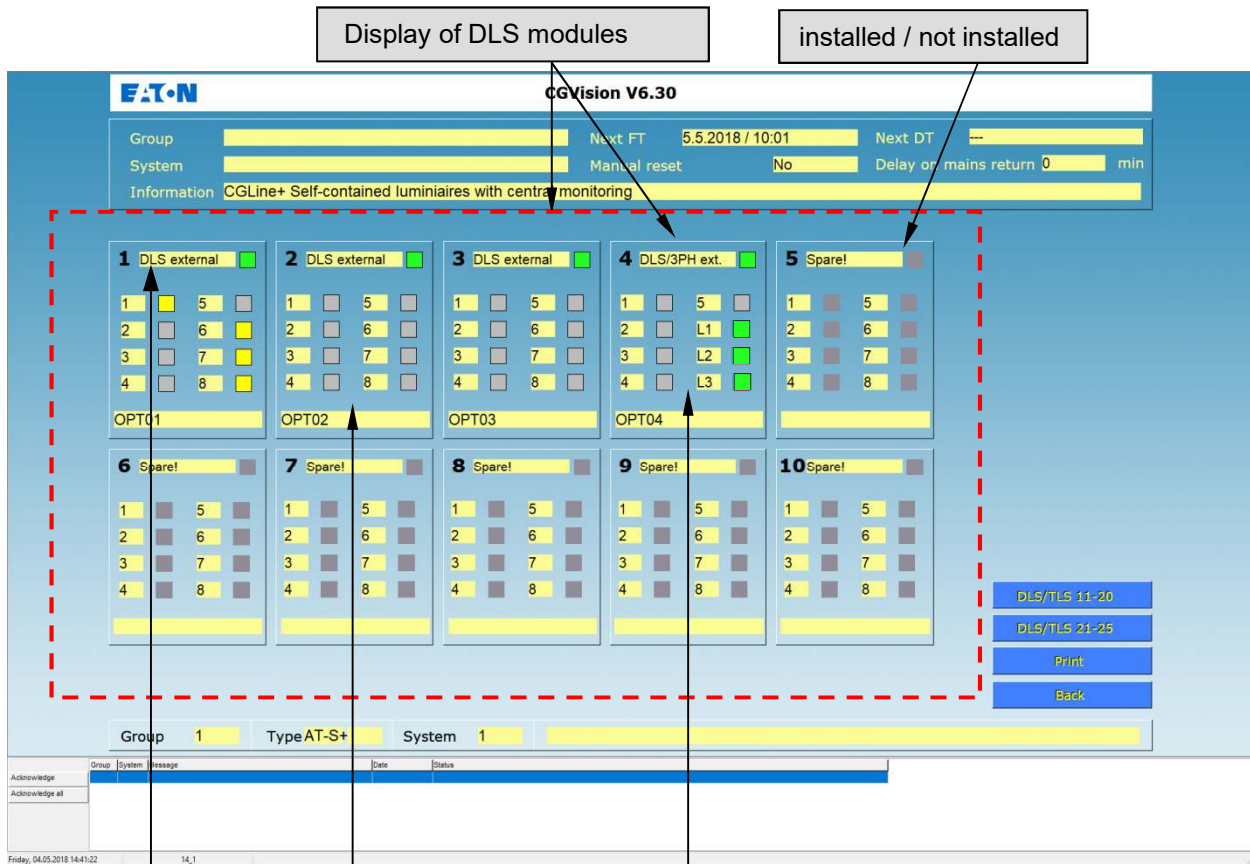 Display of DLS modules
installed / not installed
EATON
CGVision V6.30
Group Next FT 5.5.2018 / 10:01 Next DT ---
System Manual reset No Delay on mains return 0 min
Information CGLine+ Self-contained luminiaires with central monitoring
1 DLS external 2 DLS external 3 DLS external 4 DLS/3PH ext. 5 Spare!
1 5 1 5 1 5 1 5 1 5
2 6 2 6 2 6 2 L1 2 6
3 7 3 7 3 7 3 L2 3 7
4 8 4 8 4 8 4 L3 4 8
OPT01 OPT02 OPT03 OPT04
6 Spare! 7 Spare! 8 Spare! 9 Spare! 10 Spare!
1 5 1 5 1 5 1 5 1 5
2 6 2 6 2 6 2 6 2 6
3 7 3 7 3 7 3 7 3 7
4 8 4 8 4 8 4 8 4 8
DLS/TLS 11-20
DLS/TLS 21-25
Print
Back
Group 1 Type AT-S+ System 1
Group System Message Date Status
Acknowledge
Acknowledge all
Friday, 04.05.2018 14:41:22 14_1